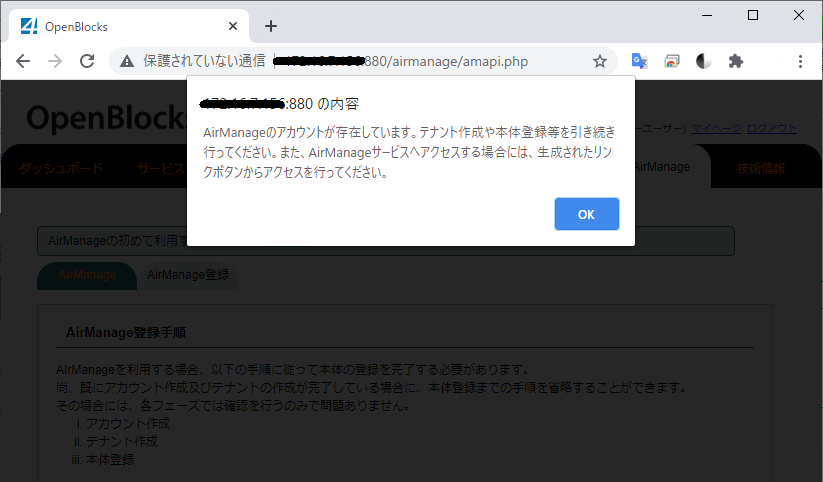 OpenBlocks
保護されていない通信 :880/airmanage/amapi.php
:880 の内容
AirManageのアカウントが存在しています。テナント作成や本体登録等を引き続き
行ってください。また、AirManageサービスへアクセスする場合には、生成されたリン
クボタンからアクセスを行ってください。
OK
OpenBlocks
ーユーザー) マイページ ログアウト
ダッシュボード サービス AirManage 技術情報
AirManageの初めて利用す
AirManage AirManage登録
AirManage登録手順
AirManageを利用する場合、以下の手順に従って本体の登録を完了する必要があります。
尚、既にアカウント作成及びテナントの作成が完了している場合に、本体登録までの手順を省略することができます。
その場合には、各フェーズでは確認を行うのみで問題ありません。
i. アカウント作成
ii. テナント作成
iii. 本体登録